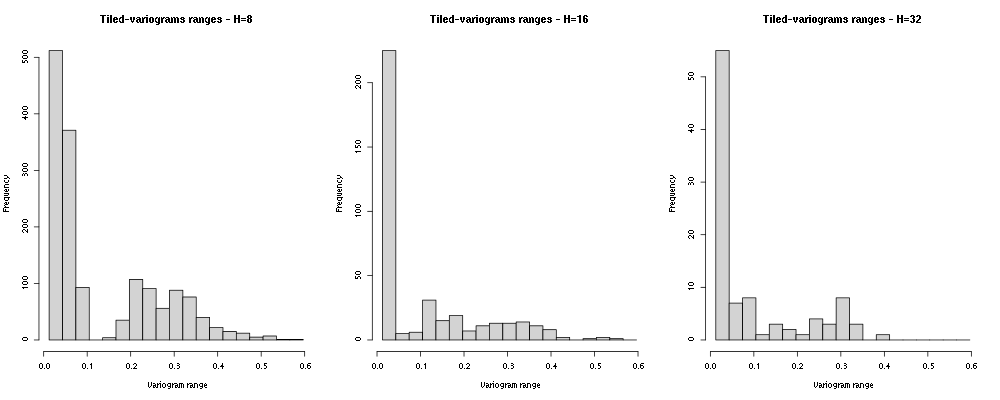 Tiled-variograms ranges - H=8
Frequency
0
100
200
300
400
500
0.0 0.1 0.2 0.3 0.4 0.5 0.6
Variogram range
Tiled-variograms ranges - H=16
Frequency
0
50
100
150
200
0.0 0.1 0.2 0.3 0.4 0.5 0.6
Variogram range
Tiled-variograms ranges - H=32
Frequency
0
10
20
30
40
50
0.0 0.1 0.2 0.3 0.4 0.5 0.6
Variogram range